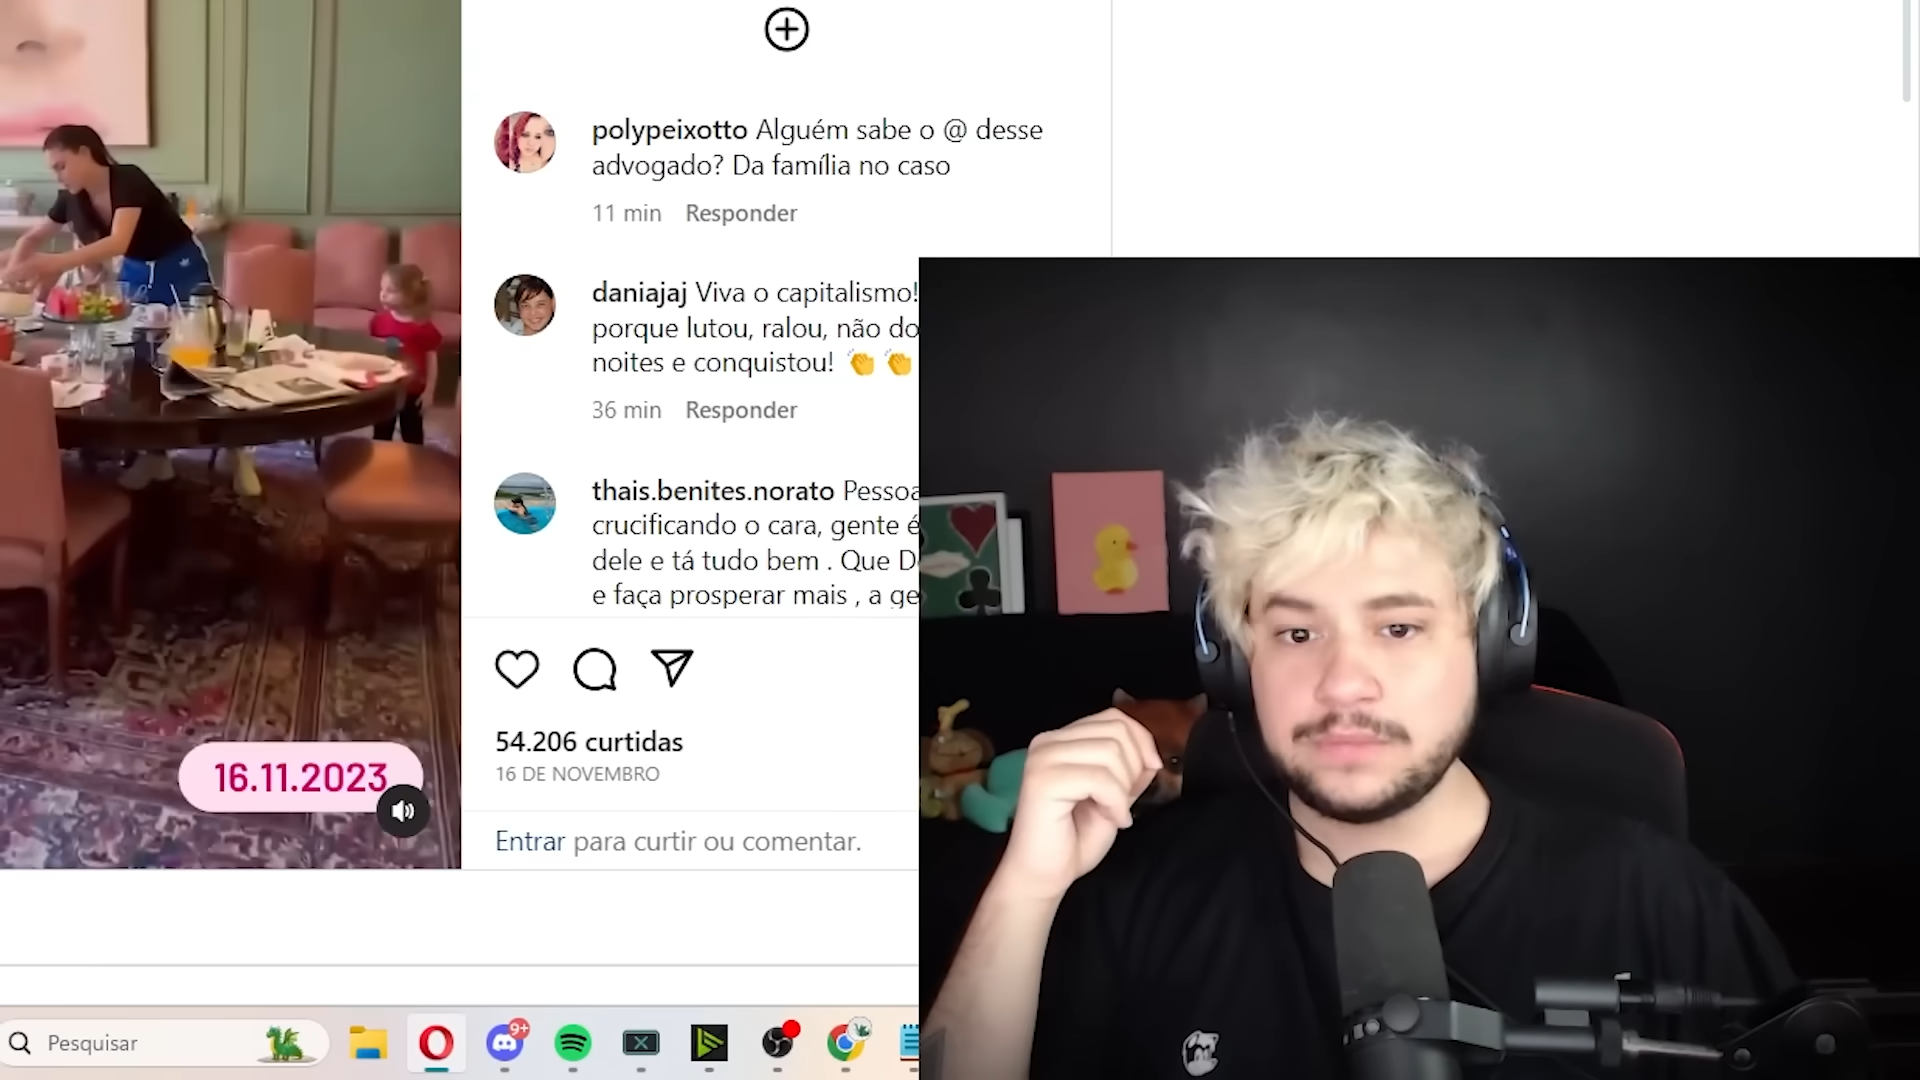 polypeixotto Alguém sabe o @ desse
advogado? Da família no caso
11 min Responder
daniajaj Viva o capitalismo!
porque lutou, ralou, não do
noites e conquistou! 👏👏
36 min Responder
thais.benites.norato Pessoa
crucificando o cara, gente é
dele e tá tudo bem . Que D
e faça prosperar mais , a ge
54.206 curtidas
16 DE NOVEMBRO
16.11.2023
Entrar para curtir ou comentar.
Pesquisar
9+